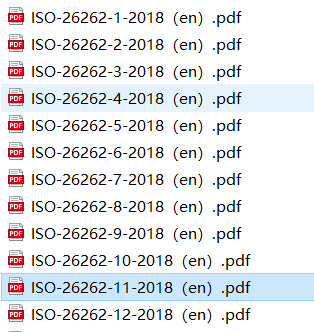 ISO-26262-1-2018（en）.pdf
ISO-26262-2-2018（en）.pdf
ISO-26262-3-2018（en）.pdf
ISO-26262-4-2018（en）.pdf
ISO-26262-5-2018（en）.pdf
ISO-26262-6-2018（en）.pdf
ISO-26262-7-2018（en）.pdf
ISO-26262-8-2018（en）.pdf
ISO-26262-9-2018（en）.pdf
ISO-26262-10-2018（en）.pdf
ISO-26262-11-2018（en）.pdf
ISO-26262-12-2018（en）.pdf